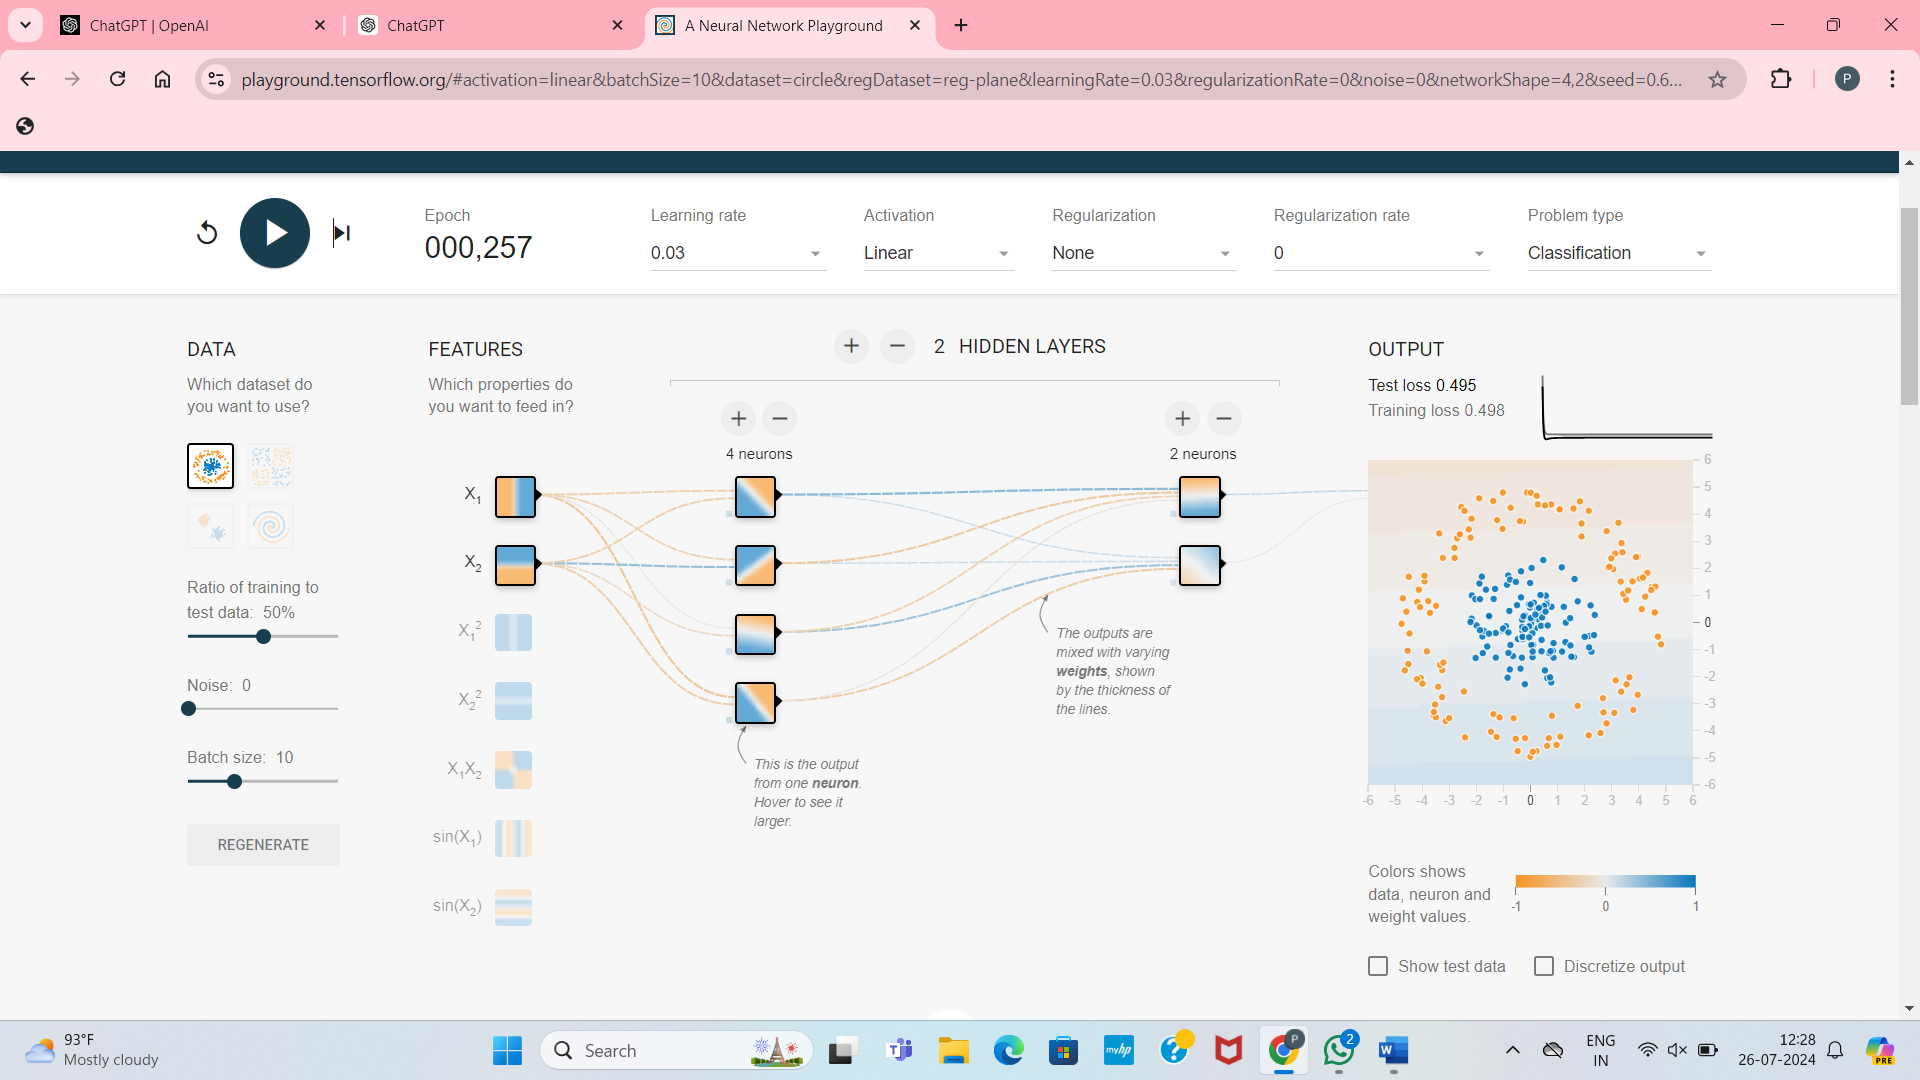 ChatGPT | OpenAI
ChatGPT
A Neural Network Playground
playground.tensorflow.org/#activation=linear&batchSize=10&dataset=circle&regDataset=reg-plane&learningRate=0.03&regularizationRate=0&noise=0&networkShape=4,2&seed=0.6...
P
Epoch
000,257
Learning rate
0.03
Activation
Linear
Regularization
None
Regularization rate
0
Problem type
Classification
DATA
Which dataset do
you want to use?
Ratio of training to
test data: 50%
Noise: 0
Batch size: 10
REGENERATE
FEATURES
Which properties do
you want to feed in?
X1
X2
X1²
X2²
X1X2
sin(X1)
sin(X2)
2 HIDDEN LAYERS
4 neurons
2 neurons
This is the output
from one neuron.
Hover to see it
larger.
The outputs are
mixed with varying
weights, shown
by the thickness of
the lines.
OUTPUT
Test loss 0.495
Training loss 0.498
6
5
4
3
2
1
0
-1
-2
-3
-4
-5
-6
-6 -5 -4 -3 -2 -1 0 1 2 3 4 5 6
Colors shows
data, neuron and
weight values.
-1 0 1
Show test data
Discretize output
93°F
Mostly cloudy
Search
myhp
P
2
ENG
IN
12:28
26-07-2024
PRE